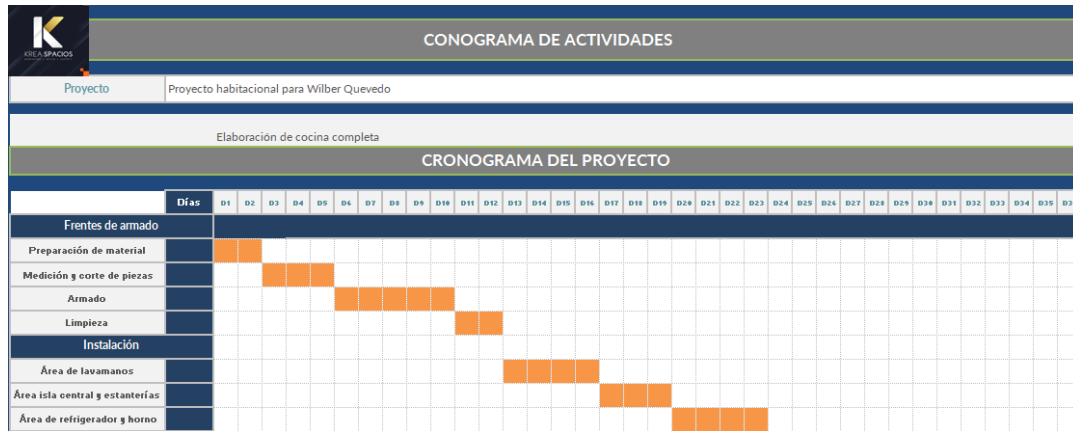 KREA SPACIOS
CONOGRAMA DE ACTIVIDADES
Proyecto Proyecto habitacional para Wilber Quevedo
Elaboración de cocina completa
CRONOGRAMA DEL PROYECTO
Días D1 D2 D3 D4 D5 D6 D7 D8 D9 D10 D11 D12 D13 D14 D15 D16 D17 D18 D19 D20 D21 D22 D23 D24 D25 D26 D27 D28 D29 D30 D31 D32 D33 D34 D35
Frentes de armado
Preparación de material
Medición y corte de piezas
Armado
Limpieza
Instalación
Área de lavamanos
Área isla central y estanterías
Área de refrigerador y horno